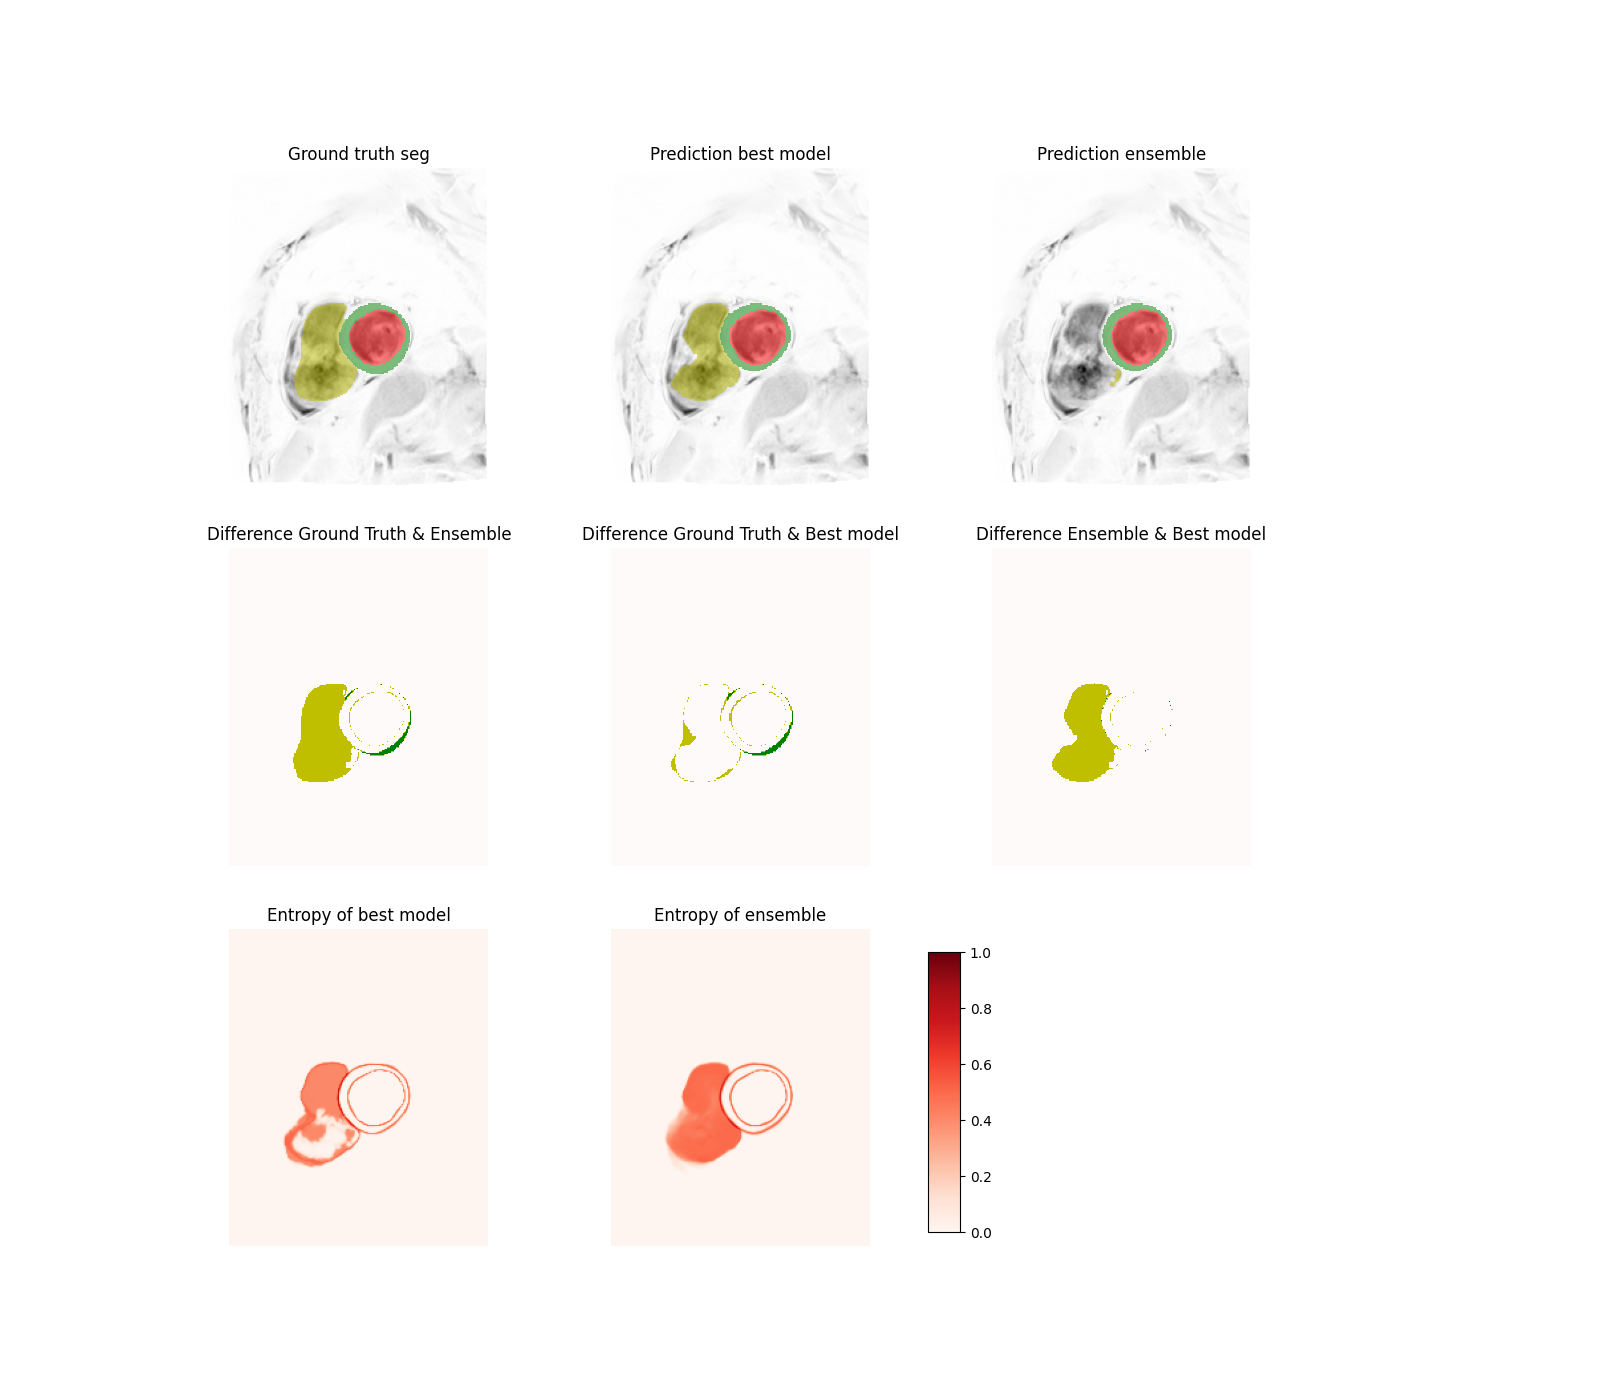 Ground truth seg
Prediction best model
Prediction ensemble
Difference Ground Truth & Ensemble
Difference Ground Truth & Best model
Difference Ensemble & Best model
Entropy of best model
Entropy of ensemble
1.0
0.8
0.6
0.4
0.2
0.0